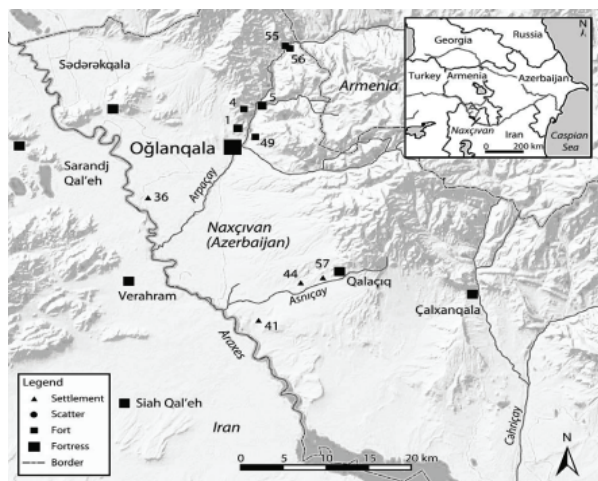 55
56
Sədərəkqala
Armenia
4
5
1
49
Oğlanqala
Sarandj
Qal'eh
36
Arpaçay
Naxçıvan
(Azerbaijan)
44
57
Qalaçıq
Asnıçay
Verahram
Çalxanqala
41
Araxes
Siah Qal'eh
Iran
Cəhriçay
Georgia
Russia
Turkey
Armenia
Azerbaijan
Naxçıvan
Iran
Caspian
Sea
0 200 km
N
Legend
Settlement
Scatter
Fort
Fortress
Border
0 5 10 20 km
N